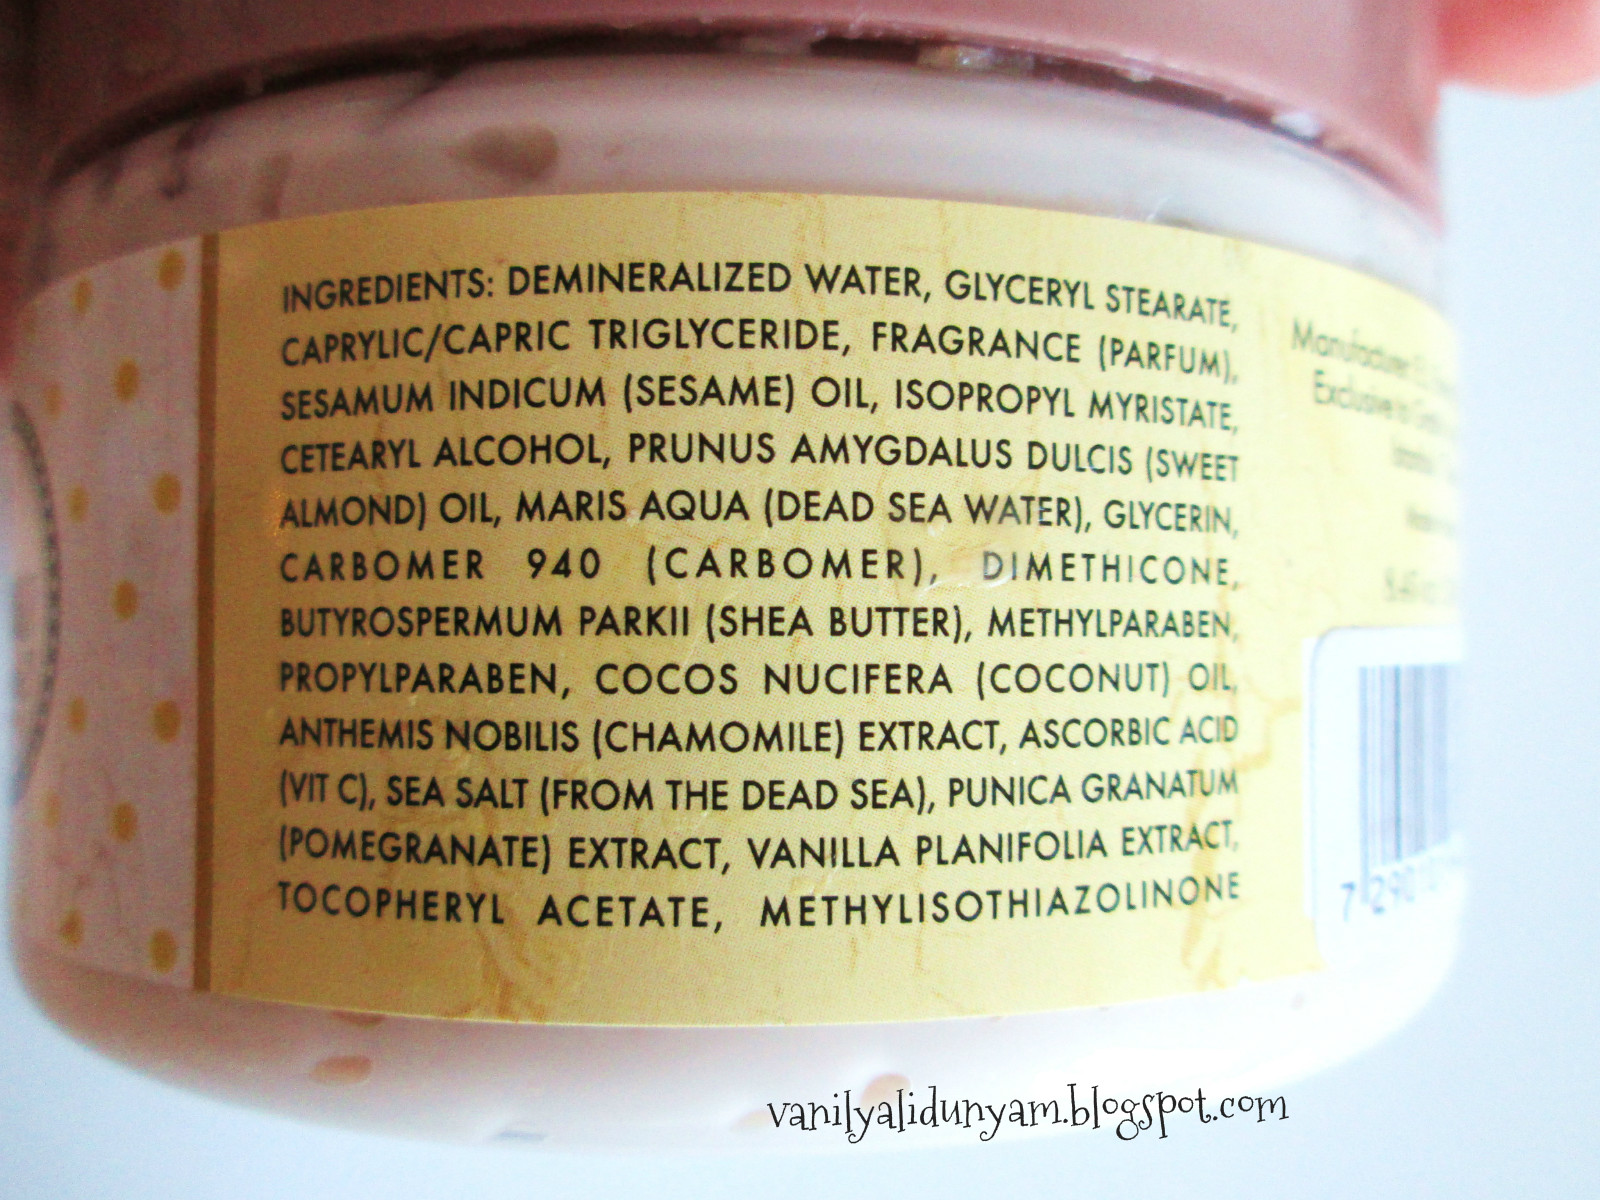 INGREDIENTS: DEMINERALIZED WATER, GLYCERYL STEARATE,
CAPRYLIC/CAPRIC TRIGLYCERIDE, FRAGRANCE (PARFUM),
SESAMUM INDICUM (SESAME) OIL, ISOPROPYL MYRISTATE,
CETEARYL ALCOHOL, PRUNUS AMYGDALUS DULCIS (SWEET
ALMOND) OIL, MARIS AQUA (DEAD SEA WATER), GLYCERIN,
CARBOMER 940 (CARBOMER), DIMETHICONE,
BUTYROSPERMUM PARKII (SHEA BUTTER), METHYLPARABEN,
PROPYLPARABEN, COCOS NUCIFERA (COCONUT) OIL,
ANTHEMIS NOBILIS (CHAMOMILE) EXTRACT, ASCORBIC ACID
(VIT C), SEA SALT (FROM THE DEAD SEA), PUNICA GRANATUM
(POMEGRANATE) EXTRACT, VANILLA PLANIFOLIA EXTRACT,
TOCOPHERYL ACETATE, METHYLISOTHIAZOLINONE
Manufacturer
Exclusive to
vanilyalidunyam.blogspot.com